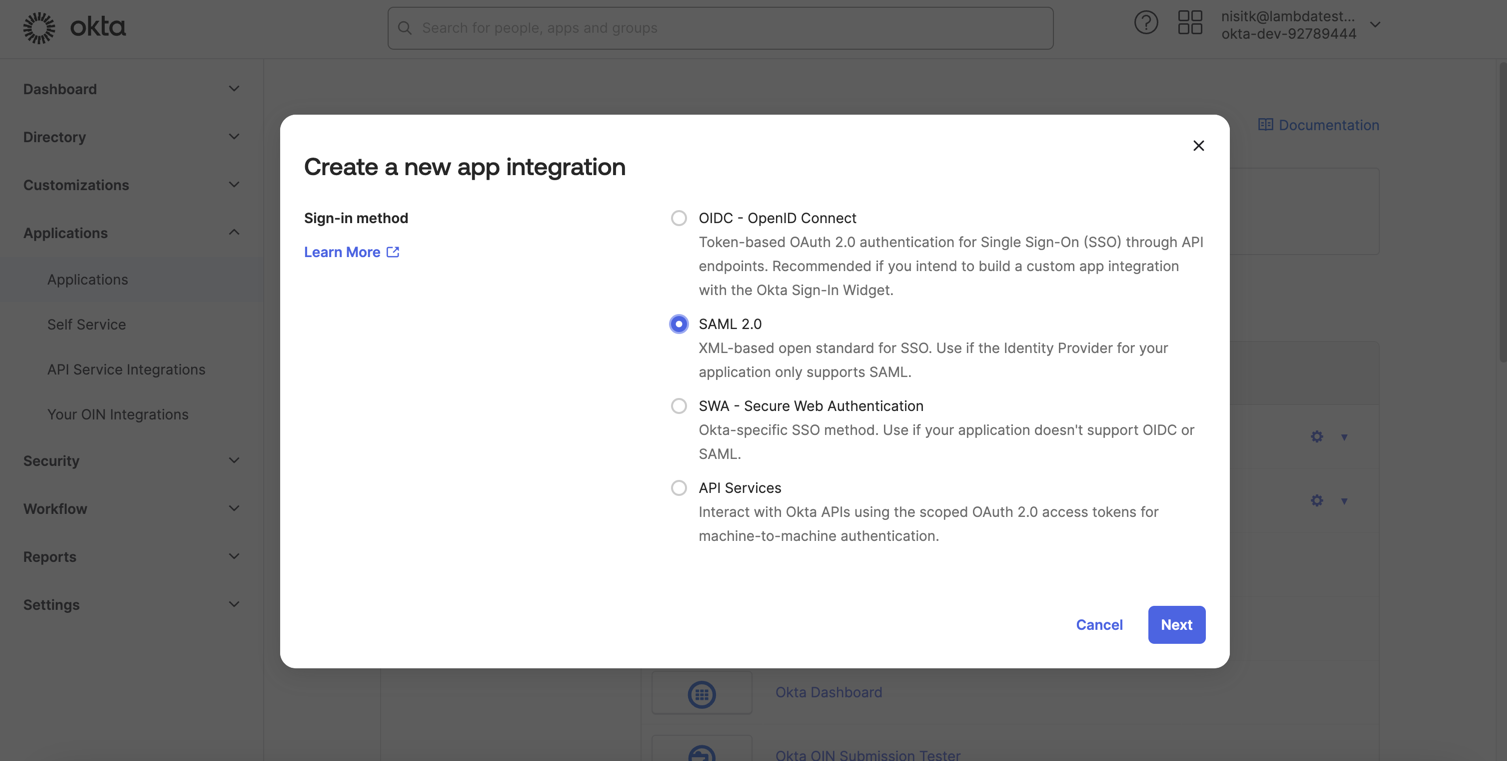 okta
Search for people, apps and groups
nisitk@lambdatest...
okta-dev-92789444
Dashboard
Directory
Customizations
Applications
Applications
Self Service
API Service Integrations
Your OIN Integrations
Security
Workflow
Reports
Settings
Documentation
Create a new app integration
Sign-in method
Learn More
OIDC - OpenID Connect
Token-based OAuth 2.0 authentication for Single Sign-On (SSO) through API
endpoints. Recommended if you intend to build a custom app integration
with the Okta Sign-In Widget.
SAML 2.0
XML-based open standard for SSO. Use if the Identity Provider for your
application only supports SAML.
SWA - Secure Web Authentication
Okta-specific SSO method. Use if your application doesn't support OIDC or
SAML.
API Services
Interact with Okta APIs using the scoped OAuth 2.0 access tokens for
machine-to-machine authentication.
Cancel
Next
Okta Dashboard
Okta OIN Submission Tester